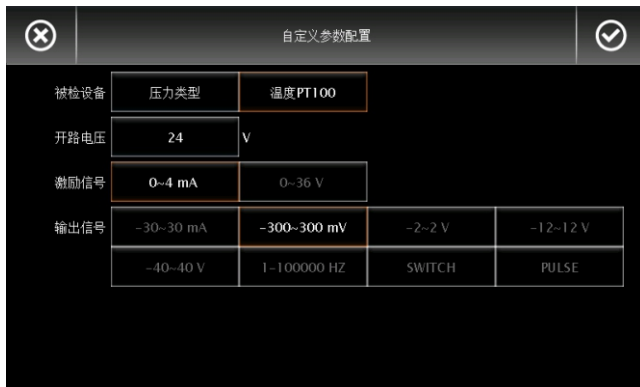 自定义参数配置
被检设备 压力类型 温度PT100
开路电压 24 V
激励信号 0~4 mA 0~36 V
输出信号 -30~30 mA -300~300 mV -2~2 V -12~12 V
-40~40 V 1-100000 HZ SWITCH PULSE